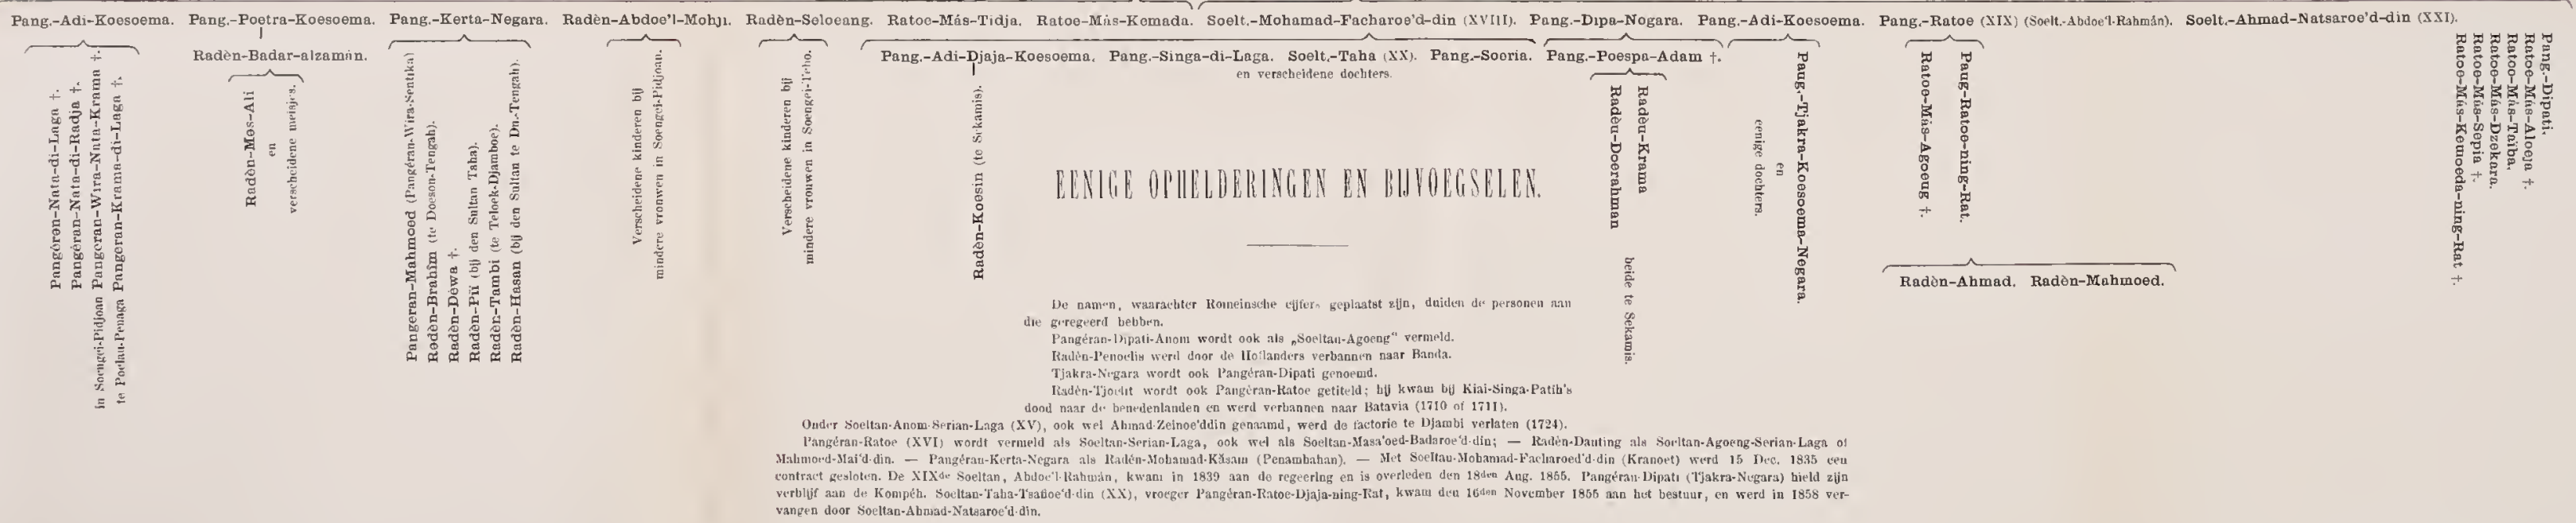 Pang.-Adi-Koesoema. Pang.-Poetra-Koesoema. Pang.-Kerta-Negara. Radèn-Abdoe'l-Mohji. Radèn-Seloeang. Ratoe-Más-Tidja. Ratoe-Más-Komada. Soelt.-Mohamad-Facharoe'd-din (XVIII). Pang.-Dipa-Nogara. Pang.-Adi-Koesoema. Pang.-Ratoe (XIX) (Soelt.-Abdoe'l-Rahmán). Soelt.-Ahmad-Natsaroe'd-din (XXI).
Pangéran-Nata-di-Laga †.
Pangéran-Nata-di-Radja †.
in Soengei-Pidjoan Pangeran-Wira-Nata-Krama †.
te Poelau-Penaga Pangeran-Krama-di-Laga †.
Radèn-Badar-alzamán.
Radèn-Mos-Ali
en
verscheidene meisjes.
Pangeran-Mahmoed (Pangéran-Wira-Sentika)
Radèn-Brahîm (te Doeson-Tengah).
Radèn-Dèwa †.
Radèn-Pïi (bij den Sultan Taha).
Radèn-Tambi (te Teloek-Djamboe).
Radèn-Hasan (bij den Sultan te Dn.-Tengah).
Verscheidene kinderen bij
mindere vrouwen in Soengei-Pidjoan.
Verscheidene kinderen bij
mindere vrouwen in Soengei-Tebo.
Pang.-Adi-Djaja-Koesoema. Pang.-Singa-di-Laga. Soelt.-Taha (XX). Pang.-Sooria.
en verscheidene dochters.
Radèn-Koesin (te Sekamis).
Pang.-Poespa-Adam †.
Radèn-Krama
Radèn-Doerahman
beide te Sekamis.
Pang.-Tjakra-Koesoema-Negara.
en
eenige dochters.
Pang-Ratoo-ning-Rat.
Ratoo-Más-Agoeng †.
Radèn-Ahmad. Radèn-Mahmoed.
Pang.-Dipati.
Ratoe-Más-Aloeja †.
Ratoe-Más-Taïba.
Ratoe-Más-Dzekara.
Ratoe-Más-Sepia †.
Ratoe-Más-Kemoeda-ning-Rat †.
EENIGE OPHELDERINGEN EN BIJVOEGSELEN.
De namen, waarachter Romeinsche cijfers geplaatst zijn, duiden de personen aan
die geregeerd hebben.
Pangéran-Dipati-Anom wordt ook als „Soeltan-Agoeng" vermeld.
Radèn-Penoelis werd door de Hollanders verbannen naar Banda.
Tjakra-Negara wordt ook Pangéran-Dipati genoemd.
Radèn-Tjoelit wordt ook Pangéran-Ratoe getiteld; hij kwam bij Kiai-Singa-Patih's
dood naar de benedenlanden en werd verbannen naar Batavia (1710 of 1711).
Onder Soeltan-Anom-Serian-Laga (XV), ook wel Ahmad-Zeinoe'ddin genaamd, werd de factorie te Djambi verlaten (1724).
Pangéran-Ratoe (XVI) wordt vermeld als Soeltan-Serian-Laga, ook wel als Soeltan-Masa'oed-Badaroe'd-din; — Radèn-Danting als Soeltan-Agoeng-Serian-Laga of
Mahmoed-Mai'd-din. — Pangéran-Kerta-Negara als Radèn-Mohamad-Kăsam (Penambahan). — Met Soeltan-Mohamad-Facharoed'd-din (Kranoet) werd 15 Dec. 1835 een
contract gesloten. De XIXde Soeltan, Abdoe'l-Rahmán, kwam in 1839 aan de regeering en is overleden den 18den Aug. 1855. Pangéran-Dipati (Tjakra-Negara) hield zijn
verblijf aan de Kompéh. Soeltan-Taha-Tsafioe'd-din (XX), vroeger Pangéran-Ratoe-Djaja-ning-Rat, kwam den 16den November 1855 aan het bestuur, en werd in 1858 ver-
vangen door Soeltan-Ahmad-Natsaroe'd-din.